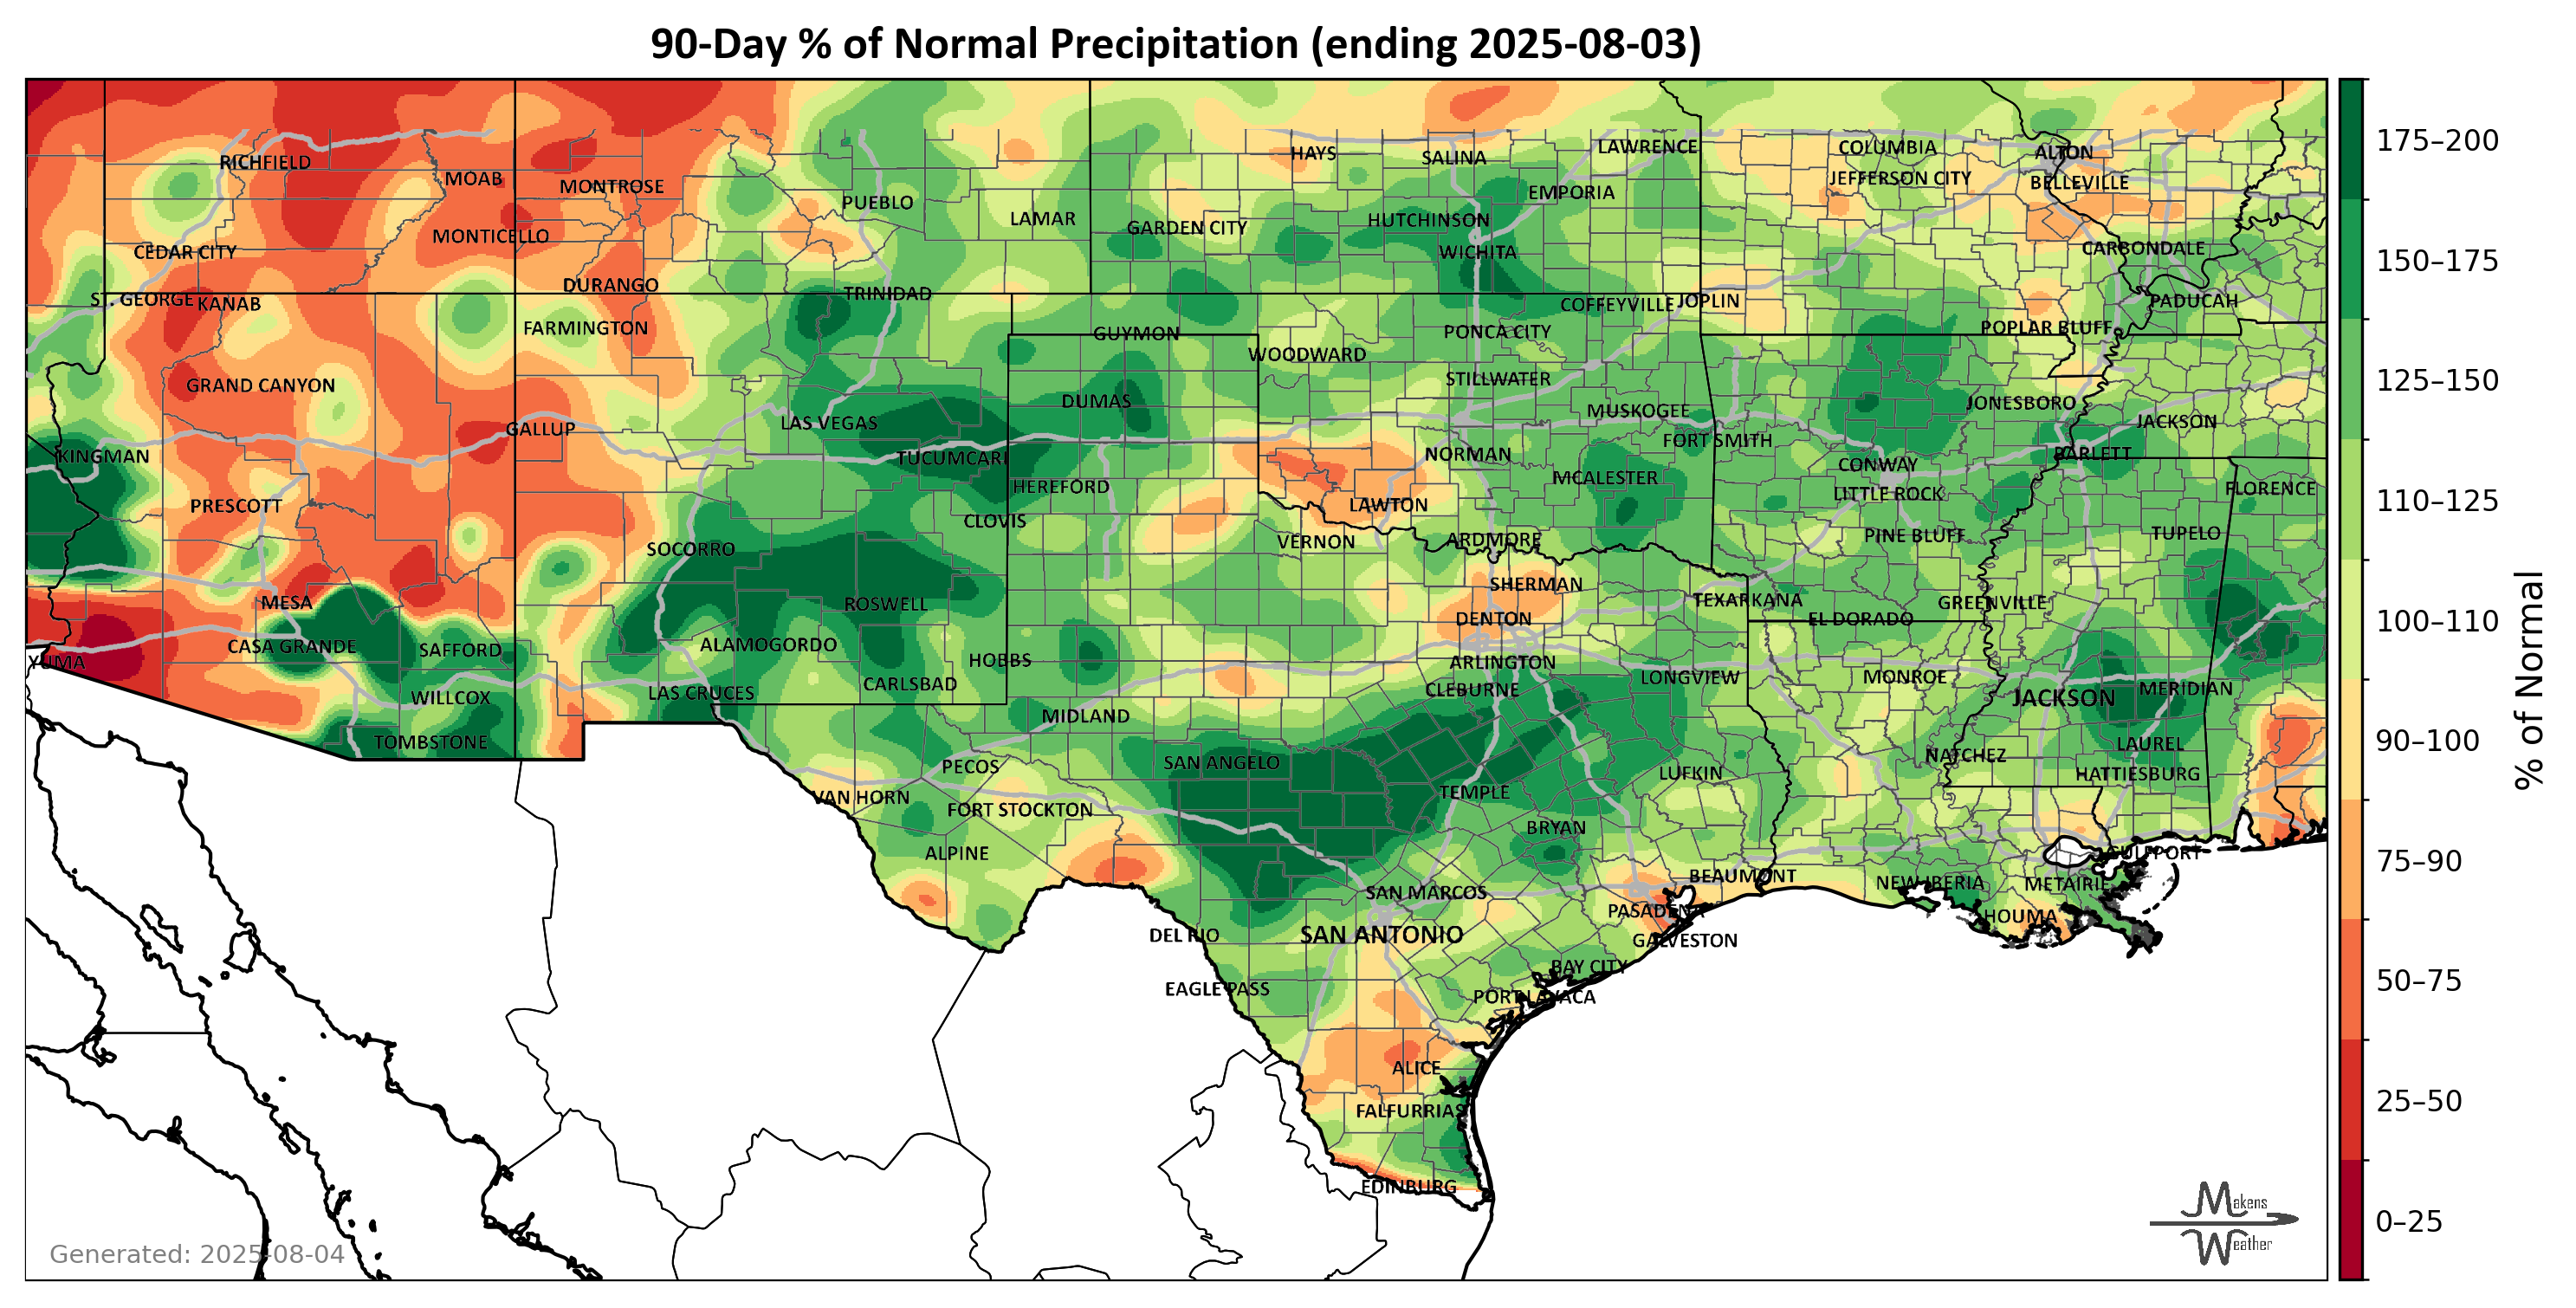 90-Day % of Normal Precipitation (ending 2025-08-03)
RICHFIELD
MOAB
MONTROSE
PUEBLO
LAMAR
HAYS
SALINA
LAWRENCE
COLUMBIA
ALTON
JEFFERSON CITY
BELLEVILLE
EMPORIA
GARDEN CITY
HUTCHINSON
MONTICELLO
CEDAR CITY
WICHITA
CARBONDALE
DURANGO
TRINIDAD
ST. GEORGE
KANAB
COFFEYVILLE
JOPLIN
PADUCAH
FARMINGTON
GUYMON
PONCA CITY
POPLAR BLUFF
WOODWARD
GRAND CANYON
STILLWATER
DUMAS
MUSKOGEE
JONESBORO
GALLUP
LAS VEGAS
JACKSON
FORT SMITH
KINGMAN
TUCUMCARI
NORMAN
CONWAY
BARLETT
HEREFORD
MCALESTER
LITTLE ROCK
FLORENCE
PRESCOTT
LAWTON
CLOVIS
PINE BLUFF
TUPELO
SOCORRO
VERNON
ARDMORE
SHERMAN
MESA
ROSWELL
TEXARKANA
GREENVILLE
DENTON
EL DORADO
CASA GRANDE
SAFFORD
ALAMOGORDO
YUMA
HOBBS
ARLINGTON
LONGVIEW
MONROE
WILLCOX
LAS CRUCES
CARLSBAD
CLEBURNE
JACKSON
MERIDIAN
MIDLAND
TOMBSTONE
LAUREL
PECOS
SAN ANGELO
NATCHEZ
LUFKIN
HATTIESBURG
VAN HORN
FORT STOCKTON
TEMPLE
BRYAN
ALPINE
GULFPORT
BEAUMONT
SAN MARCOS
NEW IBERIA
METAIRIE
PASADENA
HOUMA
DEL RIO
SAN ANTONIO
GALVESTON
BAY CITY
EAGLE PASS
PORT LAVACA
ALICE
FALFURRIAS
EDINBURG
175–200
150–175
125–150
110–125
100–110
90–100
75–90
50–75
25–50
0–25
% of Normal
Makens
Weather
Generated: 2025-08-04